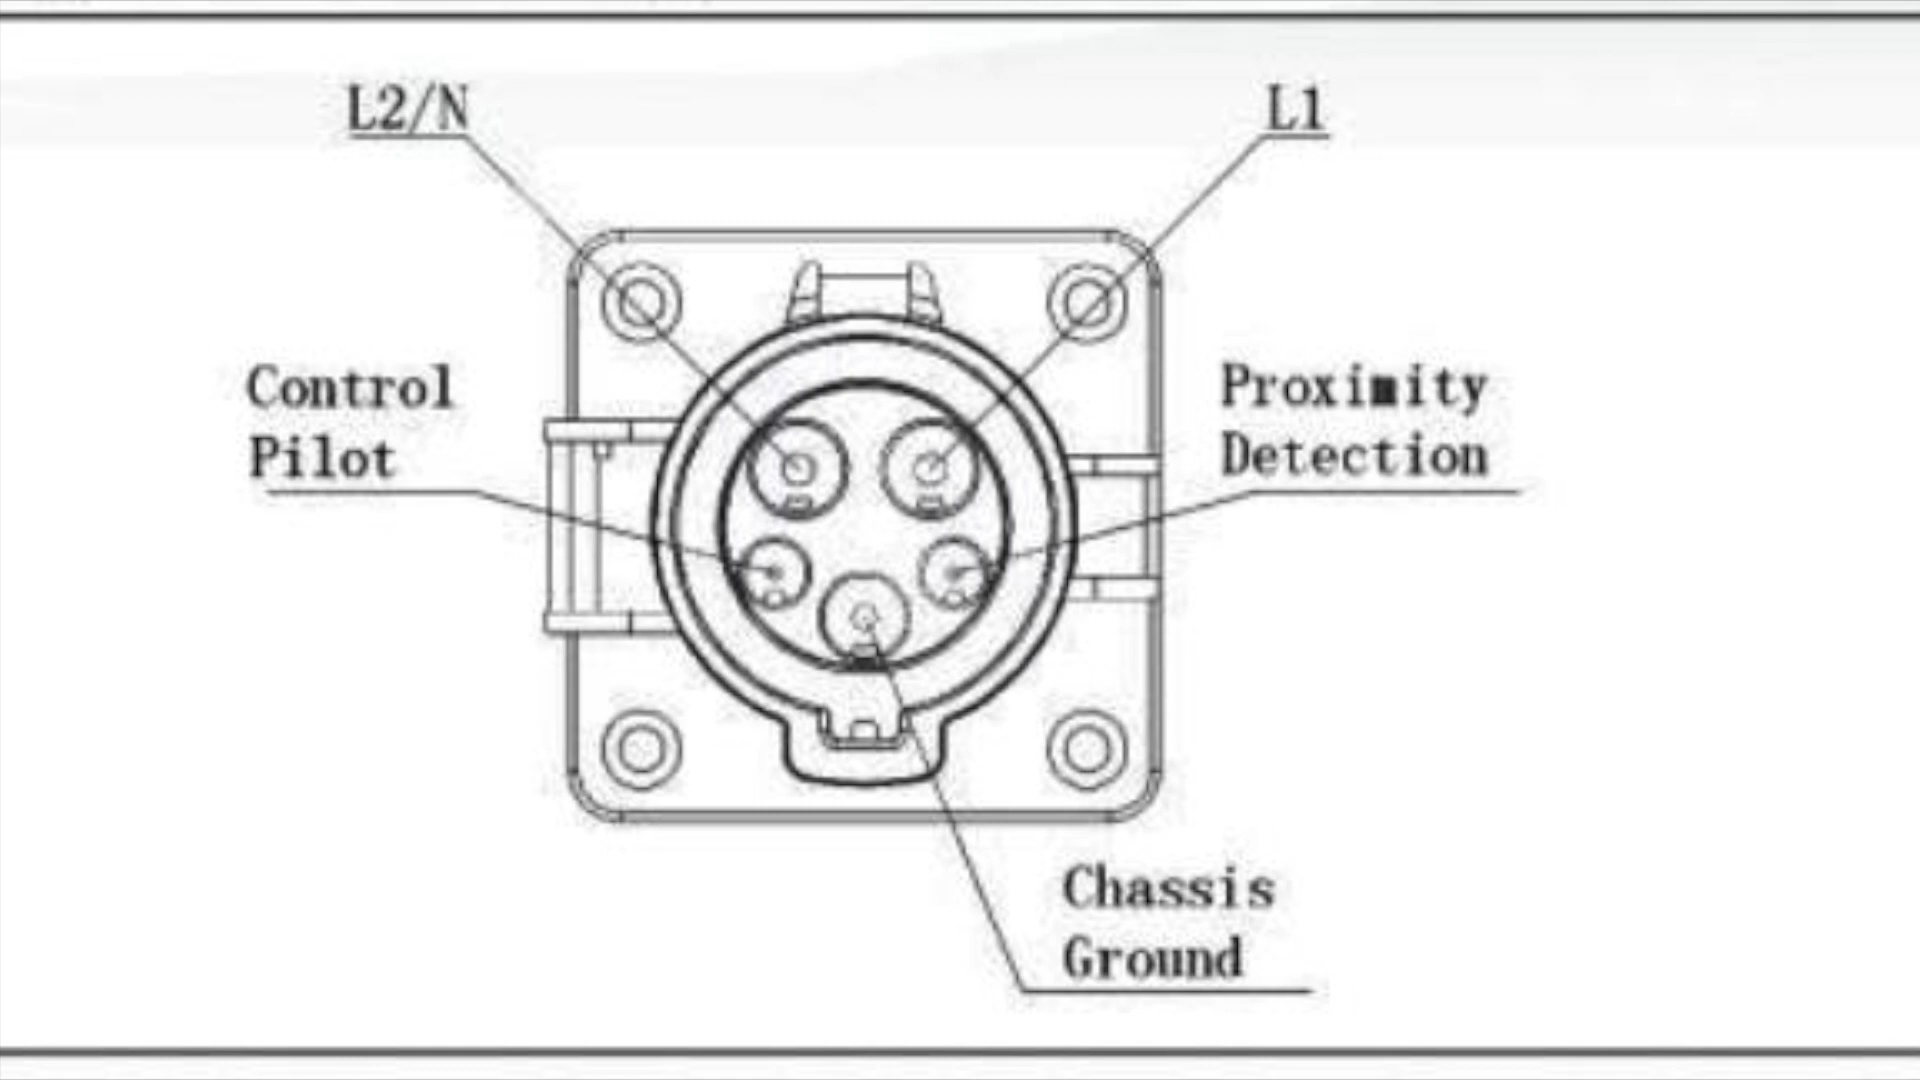 L2/N
L1
Control
Pilot
Proximity
Detection
Chassis
Ground